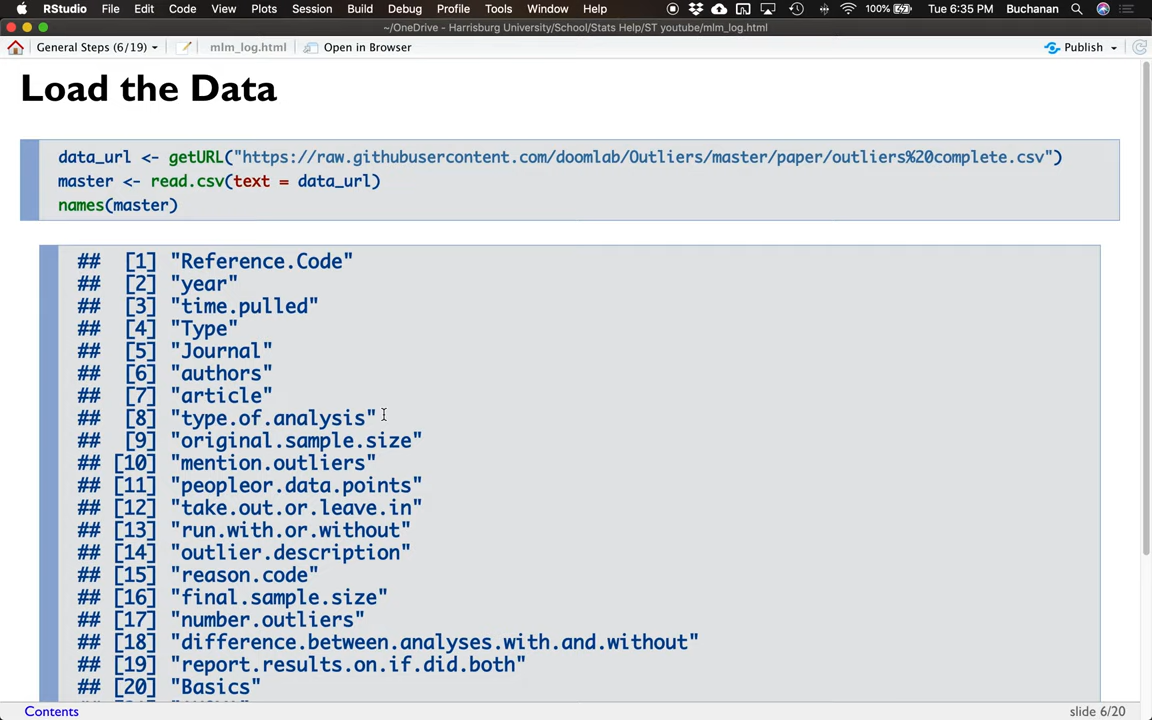 RStudio File Edit Code View Plots Session Build Debug Profile Tools Window Help 100% Tue 6:35 PM Buchanan
~/OneDrive - Harrisburg University/School/Stats Help/ST youtube/mlm_log.html
General Steps (6/19) mlm_log.html Open in Browser Publish
Load the Data
data_url <- getURL("https://raw.githubusercontent.com/doomlab/Outliers/master/paper/outliers%20complete.csv")
master <- read.csv(text = data_url)
names(master)
## [1] "Reference.Code"
## [2] "year"
## [3] "time.pulled"
## [4] "Type"
## [5] "Journal"
## [6] "authors"
## [7] "article"
## [8] "type.of.analysis"
## [9] "original.sample.size"
## [10] "mention.outliers"
## [11] "peopleor.data.points"
## [12] "take.out.or.leave.in"
## [13] "run.with.or.without"
## [14] "outlier.description"
## [15] "reason.code"
## [16] "final.sample.size"
## [17] "number.outliers"
## [18] "difference.between.analyses.with.and.without"
## [19] "report.results.on.if.did.both"
## [20] "Basics"
Contents slide 6/20